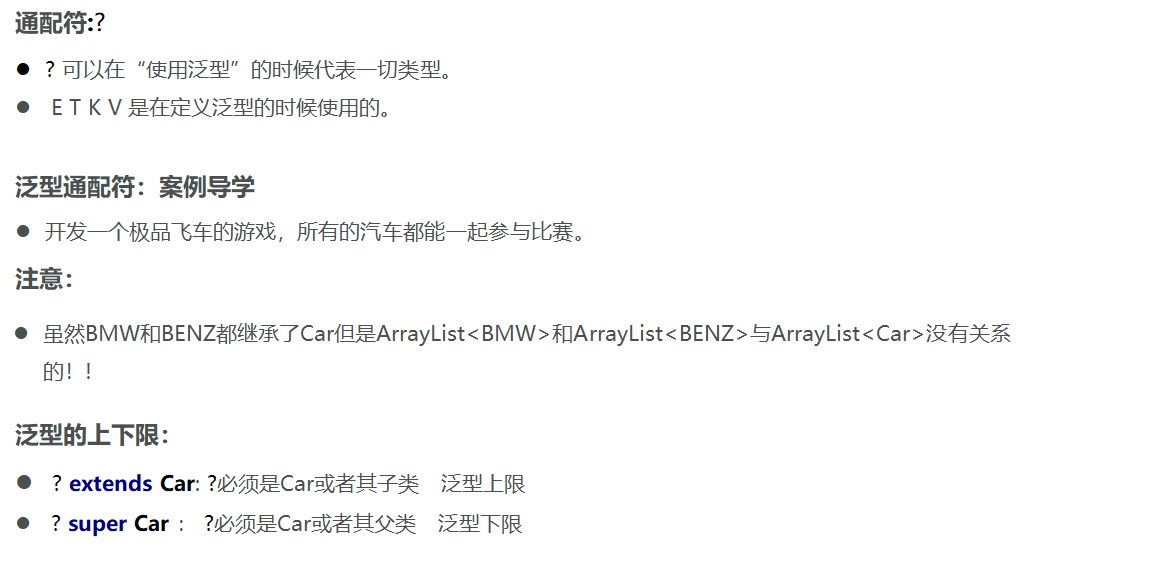 通配符:?
● ? 可以在“使用泛型”的时候代表一切类型。
● E T K V 是在定义泛型的时候使用的。
泛型通配符：案例导学
● 开发一个极品飞车的游戏，所有的汽车都能一起参与比赛。
注意：
● 虽然BMW和BENZ都继承了Car但是ArrayList<BMW>和ArrayList<BENZ>与ArrayList<Car>没有关系
的！！
泛型的上下限：
● ? extends Car: ?必须是Car或者其子类 泛型上限
● ? super Car ： ?必须是Car或者其父类 泛型下限